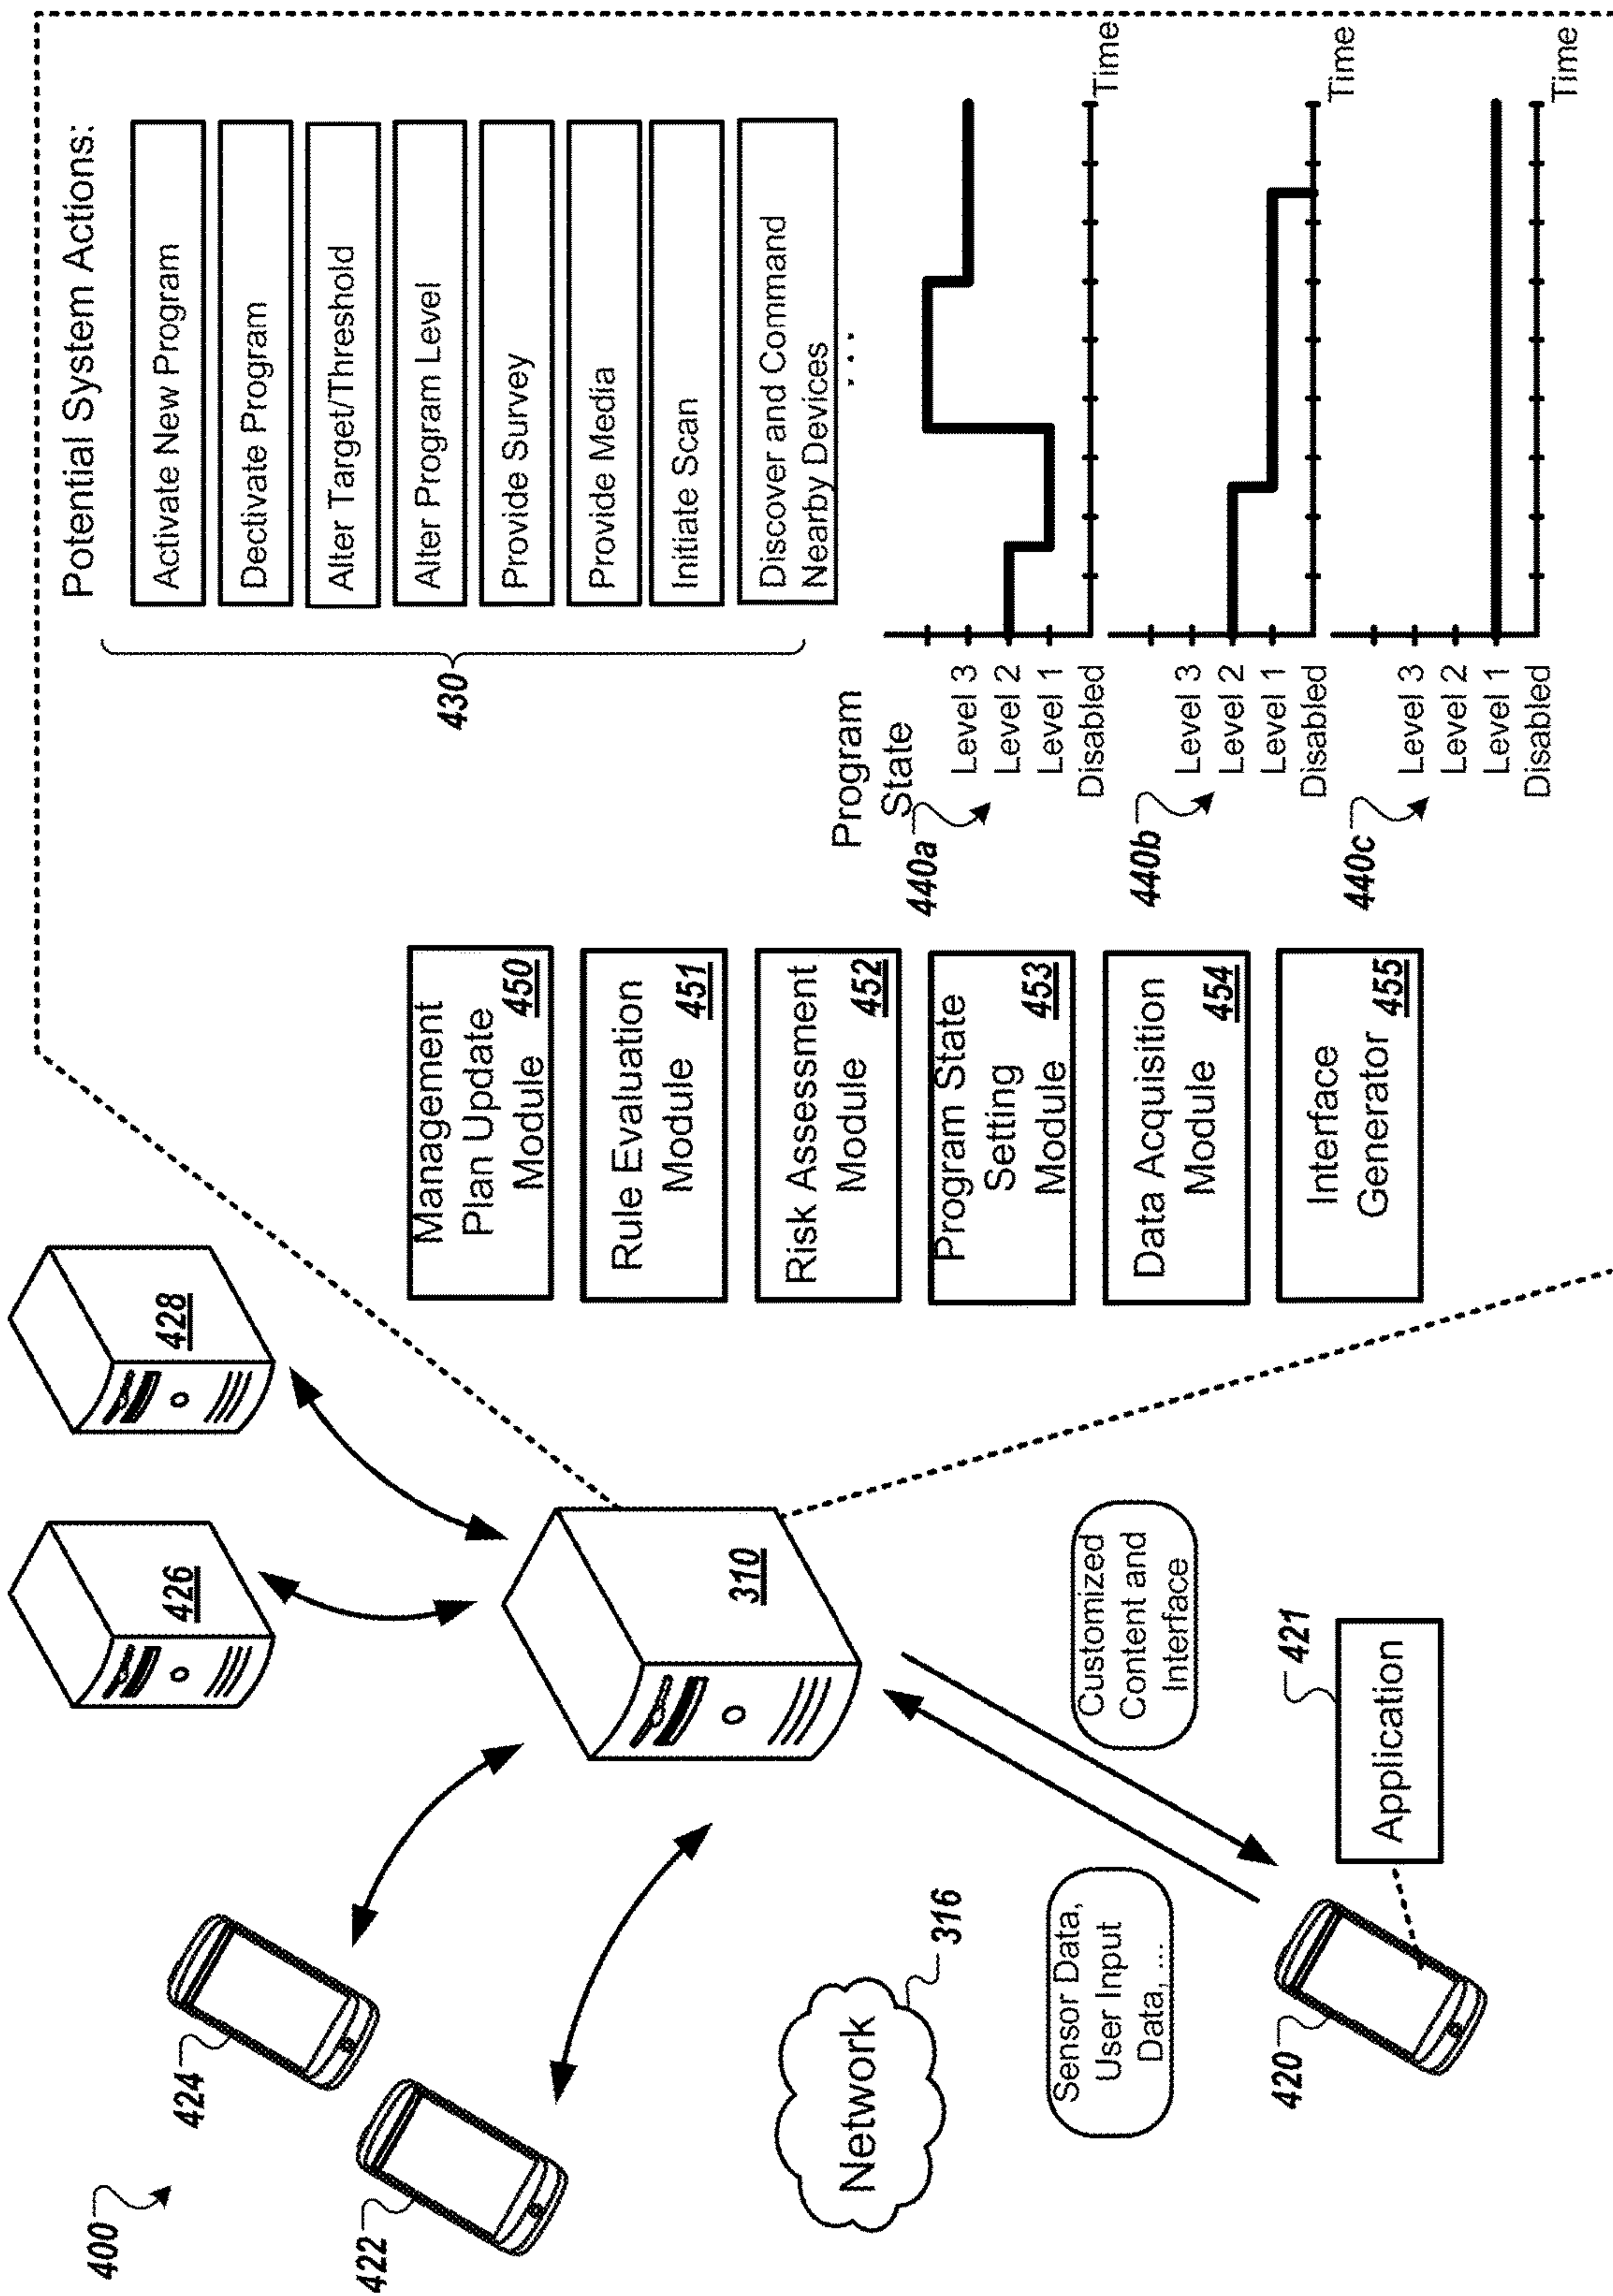 400
424
422
426
428
310
Network
316
Sensor Data,
User Input
Data, ...
Customized
Content and
Interface
420
Application
421
Management
Plan Update
Module
450
Rule Evaluation
Module
451
Risk Assessment
Module
452
Program State
Setting
Module
453
Data Acquisition
Module
454
Interface
Generator
455
Potential System Actions:
430
Activate New Program
Dectivate Program
Alter Target/Threshold
Alter Program Level
Provide Survey
Provide Media
Initiate Scan
Discover and Command
Nearby Devices
...
Program
State
440a
Level 3
Level 2
Level 1
Disabled
Time
440b
Level 3
Level 2
Level 1
Disabled
Time
440c
Level 3
Level 2
Level 1
Disabled
Time